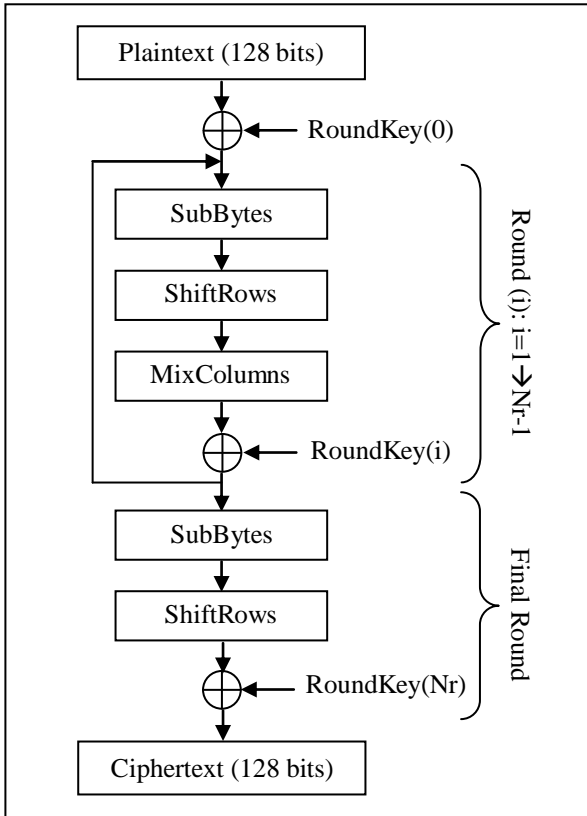 Plaintext (128 bits)
RoundKey(0)
SubBytes
ShiftRows
MixColumns
RoundKey(i)
Round (i): i=1→Nr-1
SubBytes
ShiftRows
RoundKey(Nr)
Final Round
Ciphertext (128 bits)